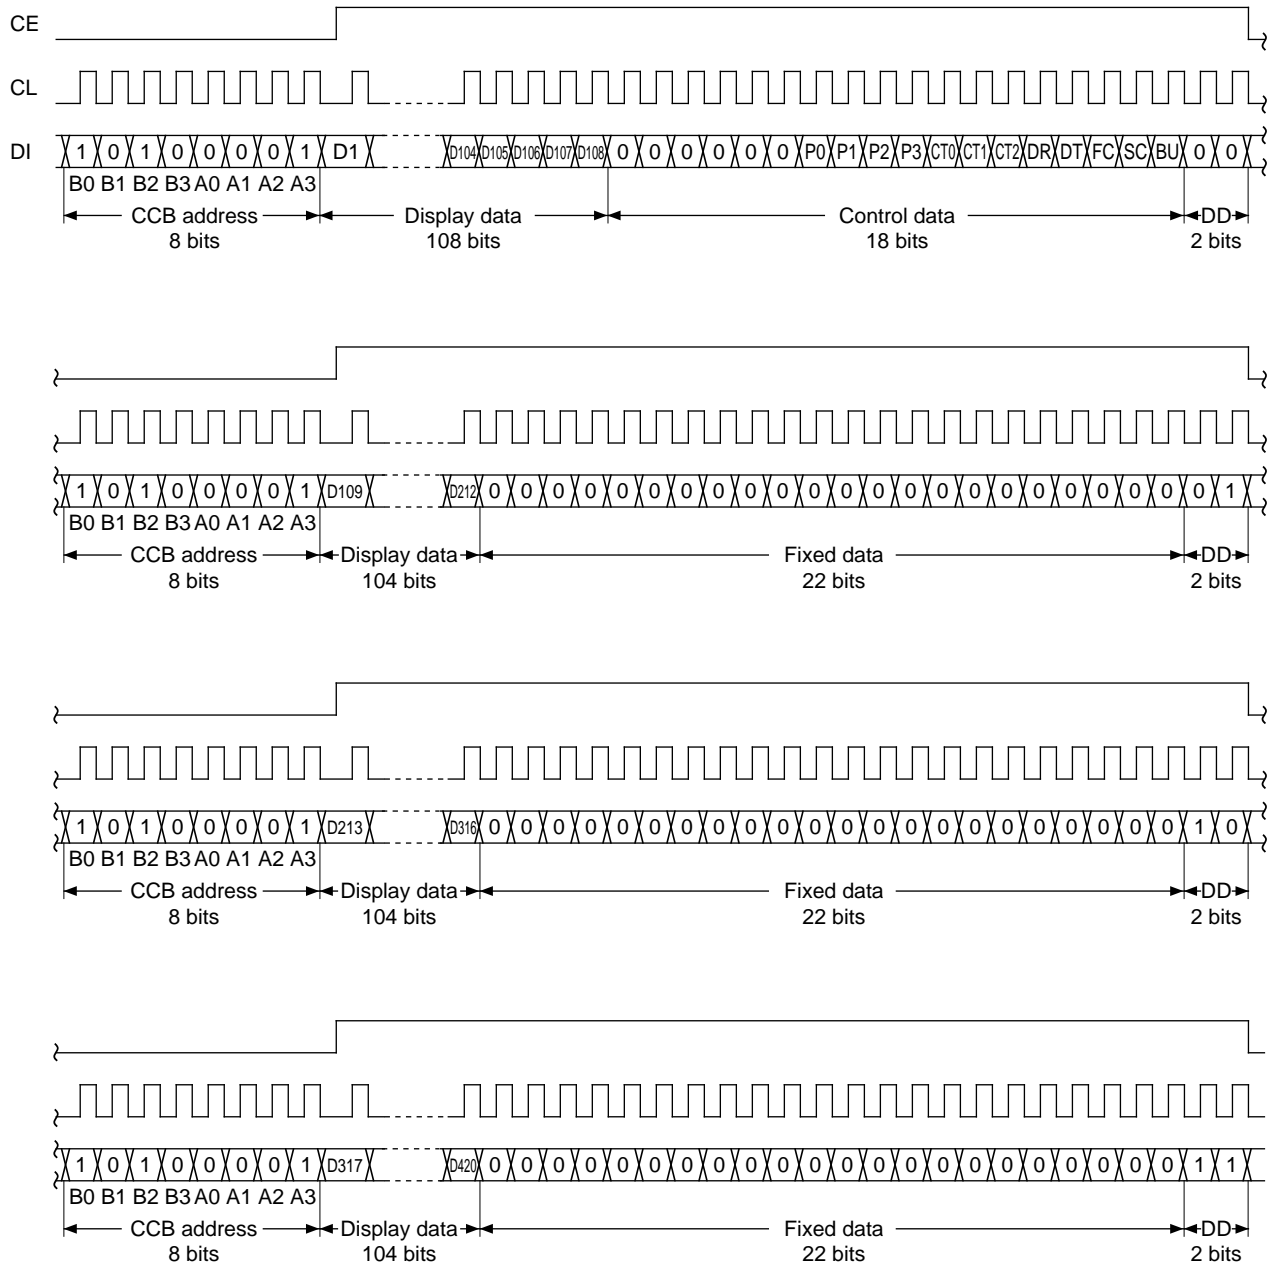 CE
CL
DI 1 0 1 0 0 0 0 1 D1 D104 D105 D106 D107 D108 0 0 0 0 0 0 P0 P1 P2 P3 CT0 CT1 CT2 DR DT FC SC BU 0 0
B0 B1 B2 B3 A0 A1 A2 A3
CCB address Display data Control data DD
8 bits 108 bits 18 bits 2 bits
1 0 1 0 0 0 0 1 D109 D212 0 0 0 0 0 0 0 0 0 0 0 0 0 0 0 0 0 0 0 0 0 0 0 1
B0 B1 B2 B3 A0 A1 A2 A3
CCB address Display data Fixed data DD
8 bits 104 bits 22 bits 2 bits
1 0 1 0 0 0 0 1 D213 D316 0 0 0 0 0 0 0 0 0 0 0 0 0 0 0 0 0 0 0 0 0 0 1 0
B0 B1 B2 B3 A0 A1 A2 A3
CCB address Display data Fixed data DD
8 bits 104 bits 22 bits 2 bits
1 0 1 0 0 0 0 1 D317 D420 0 0 0 0 0 0 0 0 0 0 0 0 0 0 0 0 0 0 0 0 0 0 1 1
B0 B1 B2 B3 A0 A1 A2 A3
CCB address Display data Fixed data DD
8 bits 104 bits 22 bits 2 bits